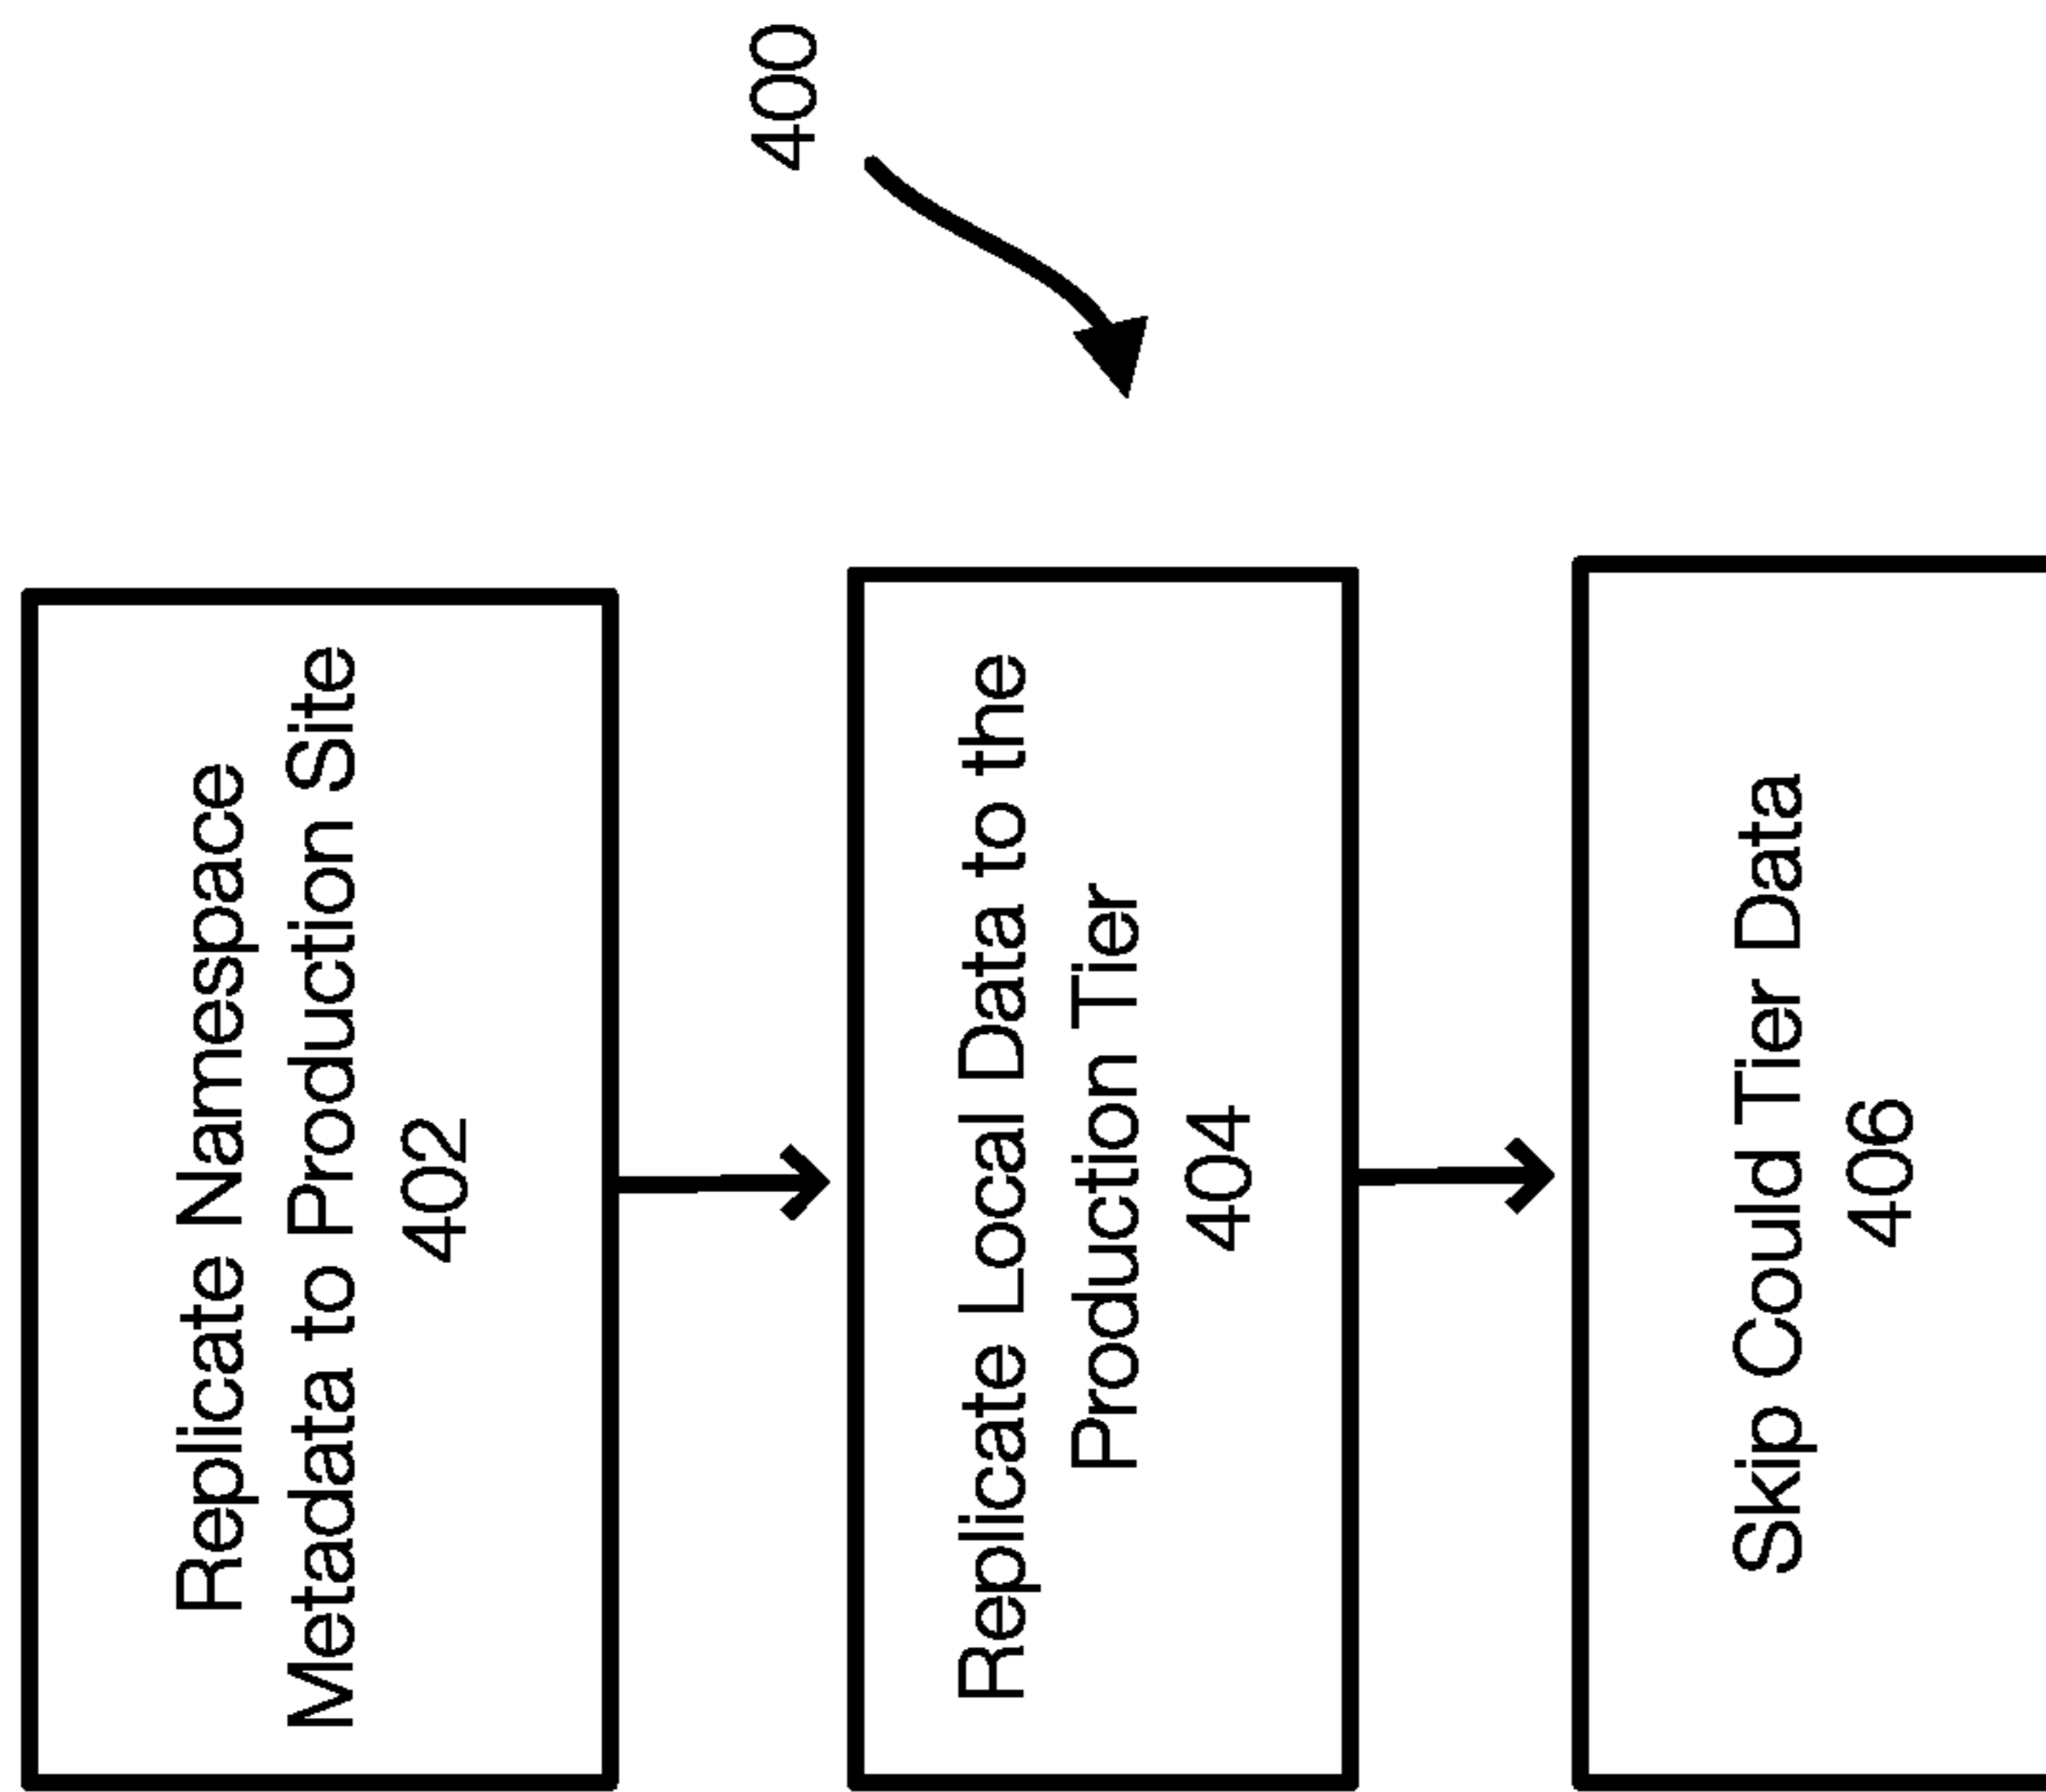 Replicate Namespace
Metadata to Production Site
402
Replicate Local Data to the
Production Tier
404
Skip Could Tier Data
406
400